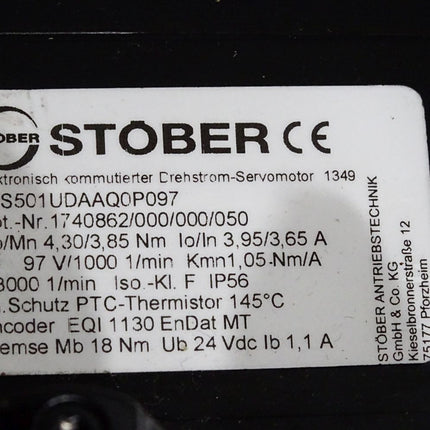 ÖBER STÖBER CE
ktronisch kommutierter Drehstrom-Servomotor 1349
S501UDAAQ0P097
ot.-Nr.1740862/000/000/050
o/Mn 4,30/3,85 Nm Io/In 3,95/3,65 A
97 V/1000 1/min Kmn1,05 Nm/A
3000 1/min Iso.-Kl. F IP56
.Schutz PTC-Thermistor 145°C
ncoder EQI 1130 EnDat MT
emse Mb 18 Nm Ub 24 Vdc Ib 1,1 A
STÖBER ANTRIEBSTECHNIK
GmbH & Co. KG
Kieselbronnerstraße 12
75177 Pforzheim